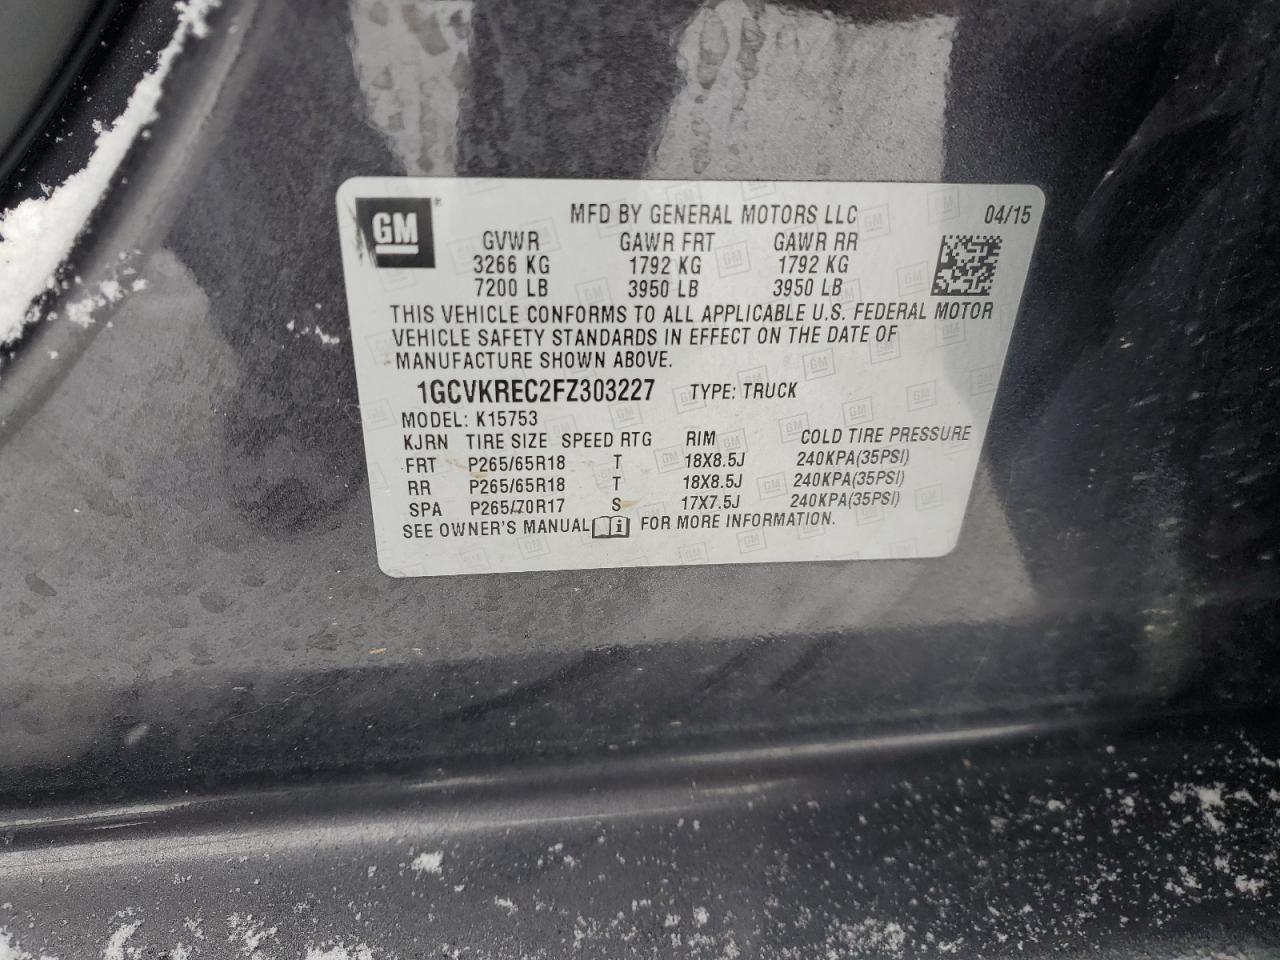 GM®
MFD BY GENERAL MOTORS LLC 04/15
GVWR GAWR FRT GAWR RR
3266 KG 1792 KG 1792 KG
7200 LB 3950 LB 3950 LB
THIS VEHICLE CONFORMS TO ALL APPLICABLE U.S. FEDERAL MOTOR
VEHICLE SAFETY STANDARDS IN EFFECT ON THE DATE OF
MANUFACTURE SHOWN ABOVE.
1GCVKREC2FZ303227 TYPE: TRUCK
MODEL: K15753
KJRN TIRE SIZE SPEED RTG RIM COLD TIRE PRESSURE
FRT P265/65R18 T 18X8.5J 240KPA(35PSI)
RR P265/65R18 T 18X8.5J 240KPA(35PSI)
SPA P265/70R17 S 17X7.5J 240KPA(35PSI)
SEE OWNER'S MANUAL FOR MORE INFORMATION.